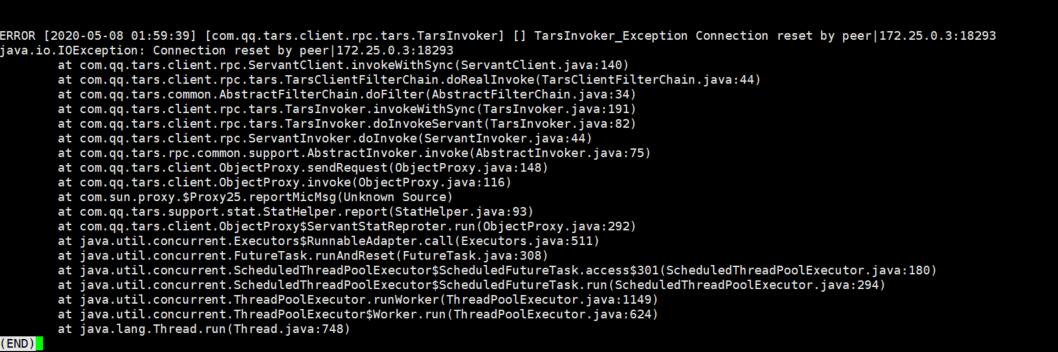 ERROR [2020-05-08 01:59:39] [com.qq.tars.client.rpc.tars.TarsInvoker] [] TarsInvoker_Exception Connection reset by peer|172.25.0.3:18293
java.io.IOException: Connection reset by peer|172.25.0.3:18293
at com.qq.tars.client.rpc.ServantClient.invokeWithSync(ServantClient.java:140)
at com.qq.tars.client.rpc.tars.TarsClientFilterChain.doRealInvoke(TarsClientFilterChain.java:44)
at com.qq.tars.common.AbstractFilterChain.doFilter(AbstractFilterChain.java:34)
at com.qq.tars.client.rpc.tars.TarsInvoker.invokeWithSync(TarsInvoker.java:191)
at com.qq.tars.client.rpc.tars.TarsInvoker.doInvokeServant(TarsInvoker.java:82)
at com.qq.tars.client.rpc.ServantInvoker.doInvoke(ServantInvoker.java:44)
at com.qq.tars.rpc.common.support.AbstractInvoker.invoke(AbstractInvoker.java:75)
at com.qq.tars.client.ObjectProxy.sendRequest(ObjectProxy.java:148)
at com.qq.tars.client.ObjectProxy.invoke(ObjectProxy.java:116)
at com.sun.proxy.$Proxy25.reportMicMsg(Unknown Source)
at com.qq.tars.support.stat.StatHelper.report(StatHelper.java:93)
at com.qq.tars.client.ObjectProxy$ServantStatReproter.run(ObjectProxy.java:292)
at java.util.concurrent.Executors$RunnableAdapter.call(Executors.java:511)
at java.util.concurrent.FutureTask.runAndReset(FutureTask.java:308)
at java.util.concurrent.ScheduledThreadPoolExecutor$ScheduledFutureTask.access$301(ScheduledThreadPoolExecutor.java:180)
at java.util.concurrent.ScheduledThreadPoolExecutor$ScheduledFutureTask.run(ScheduledThreadPoolExecutor.java:294)
at java.util.concurrent.ThreadPoolExecutor.runWorker(ThreadPoolExecutor.java:1149)
at java.util.concurrent.ThreadPoolExecutor$Worker.run(ThreadPoolExecutor.java:624)
at java.lang.Thread.run(Thread.java:748)
(END)